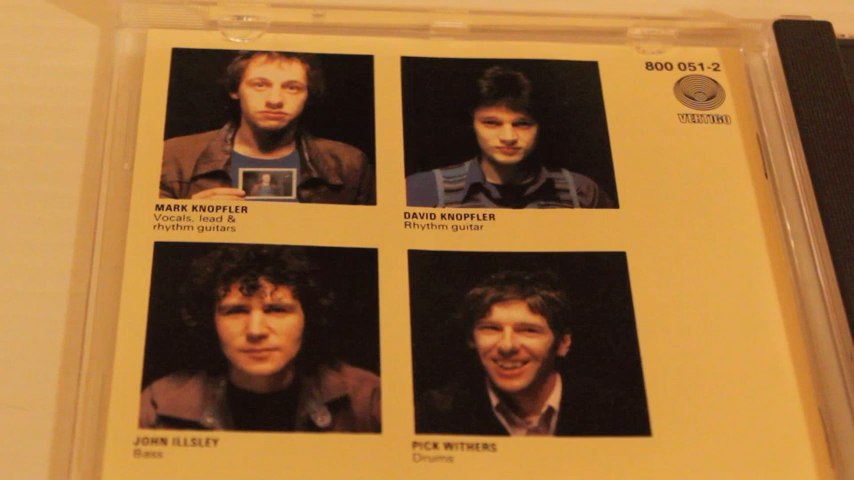 800 051-2
VERTIGO
MARK KNOPFLER
Vocals, lead &
rhythm guitars
DAVID KNOPFLER
Rhythm guitar
JOHN ILLSLEY
Bass
PICK WITHERS
Drums